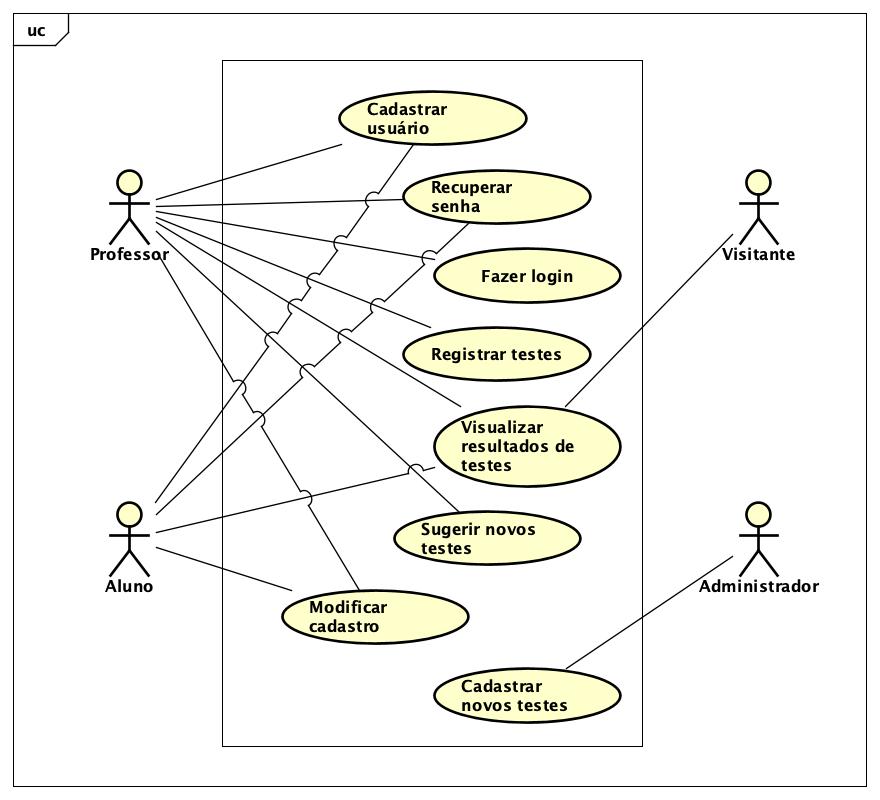 uc
Cadastrar
usuário
Recuperar
senha
Professor
Visitante
Fazer login
Registrar testes
Visualizar
resultados de
testes
Sugerir novos
testes
Aluno
Administrador
Modificar
cadastro
Cadastrar
novos testes